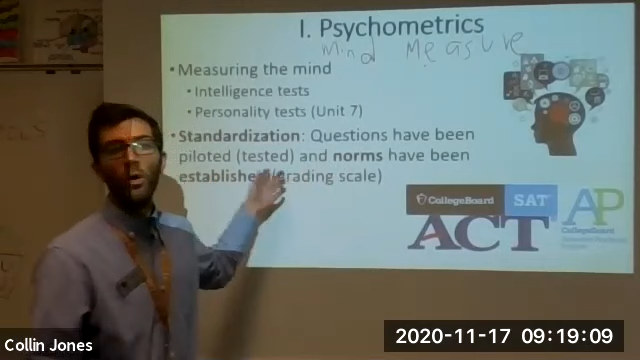 I. Psychometrics
mind measure
• Measuring the mind
• Intelligence tests
• Personality tests (Unit 7)
• Standardization: Questions have been
piloted (tested) and norms have been
established (grading scale)
CollegeBoard
SAT
AP
CollegeBoard
ACT
2020-11-17 09:19:09
Collin Jones